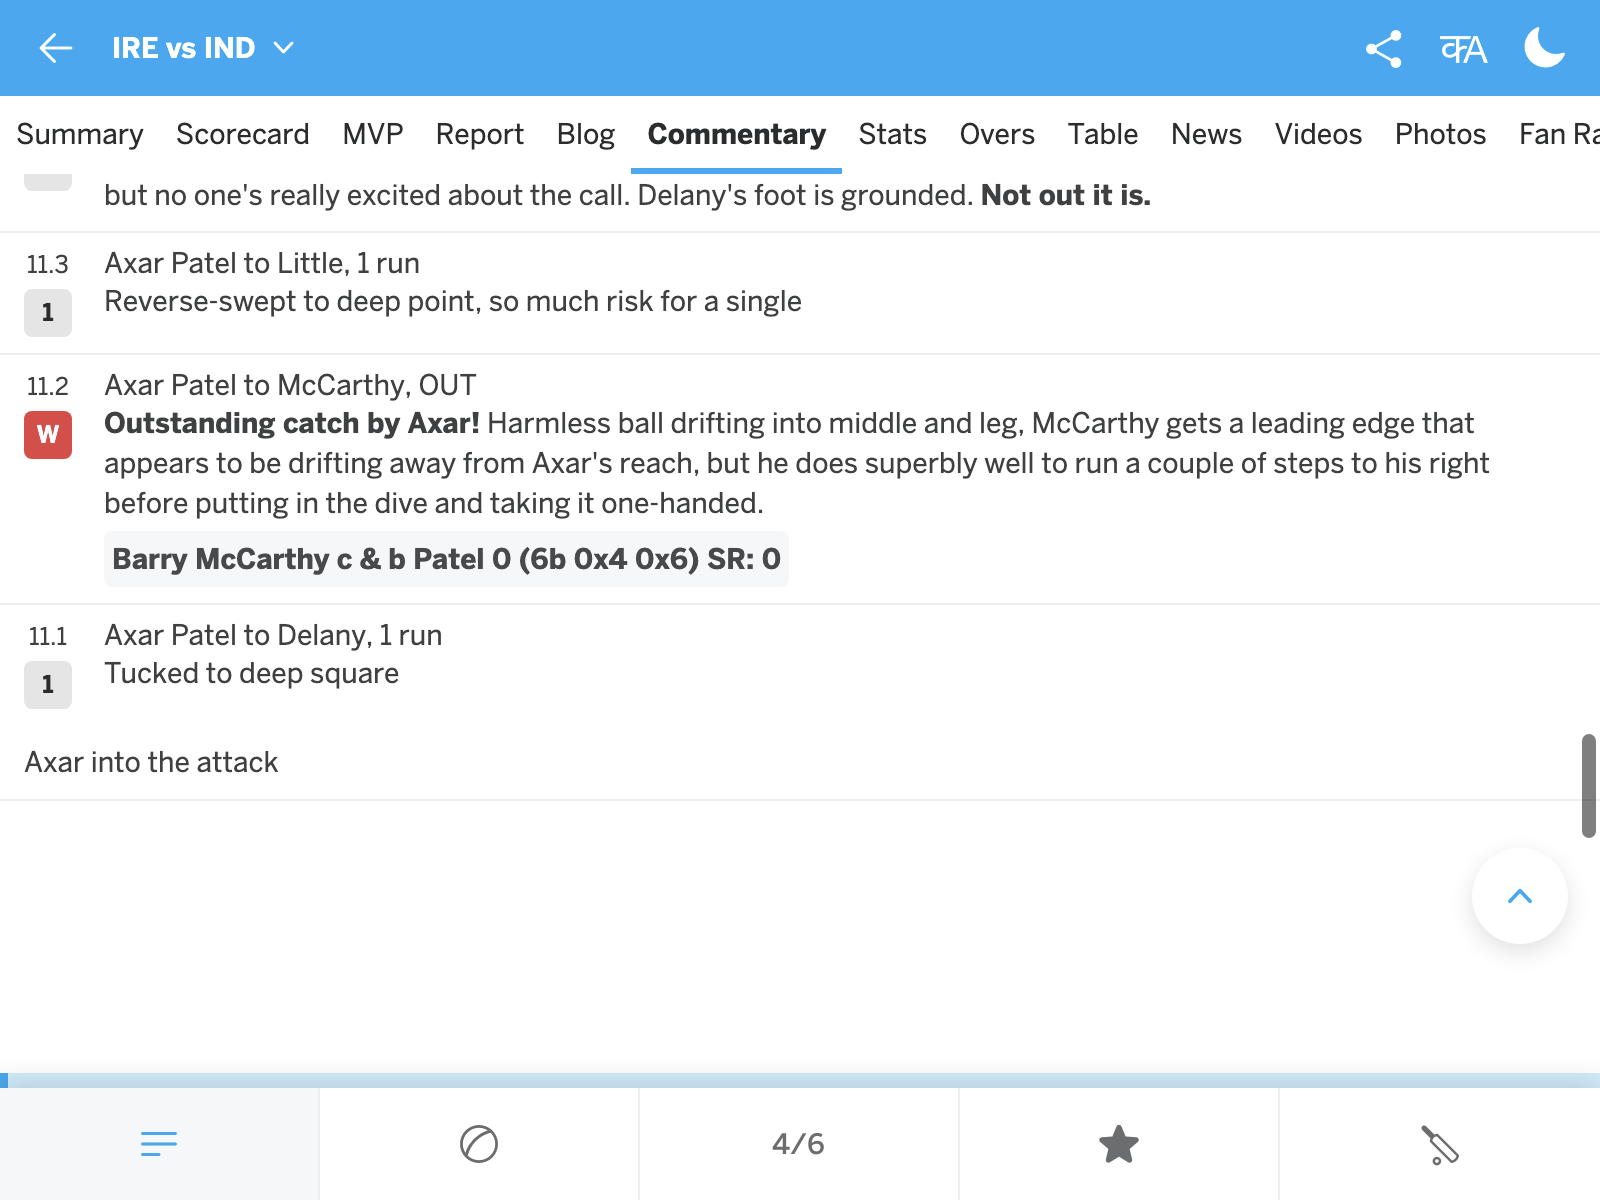 IRE vs IND
क A
Summary Scorecard MVP Report Blog Commentary Stats Overs Table News Videos Photos Fan Ra
but no one's really excited about the call. Delany's foot is grounded. Not out it is.
11.3 Axar Patel to Little, 1 run
1 Reverse-swept to deep point, so much risk for a single
11.2 Axar Patel to McCarthy, OUT
W Outstanding catch by Axar! Harmless ball drifting into middle and leg, McCarthy gets a leading edge that
appears to be drifting away from Axar's reach, but he does superbly well to run a couple of steps to his right
before putting in the dive and taking it one-handed.
Barry McCarthy c & b Patel 0 (6b 0x4 0x6) SR: 0
11.1 Axar Patel to Delany, 1 run
1 Tucked to deep square
Axar into the attack
4/6